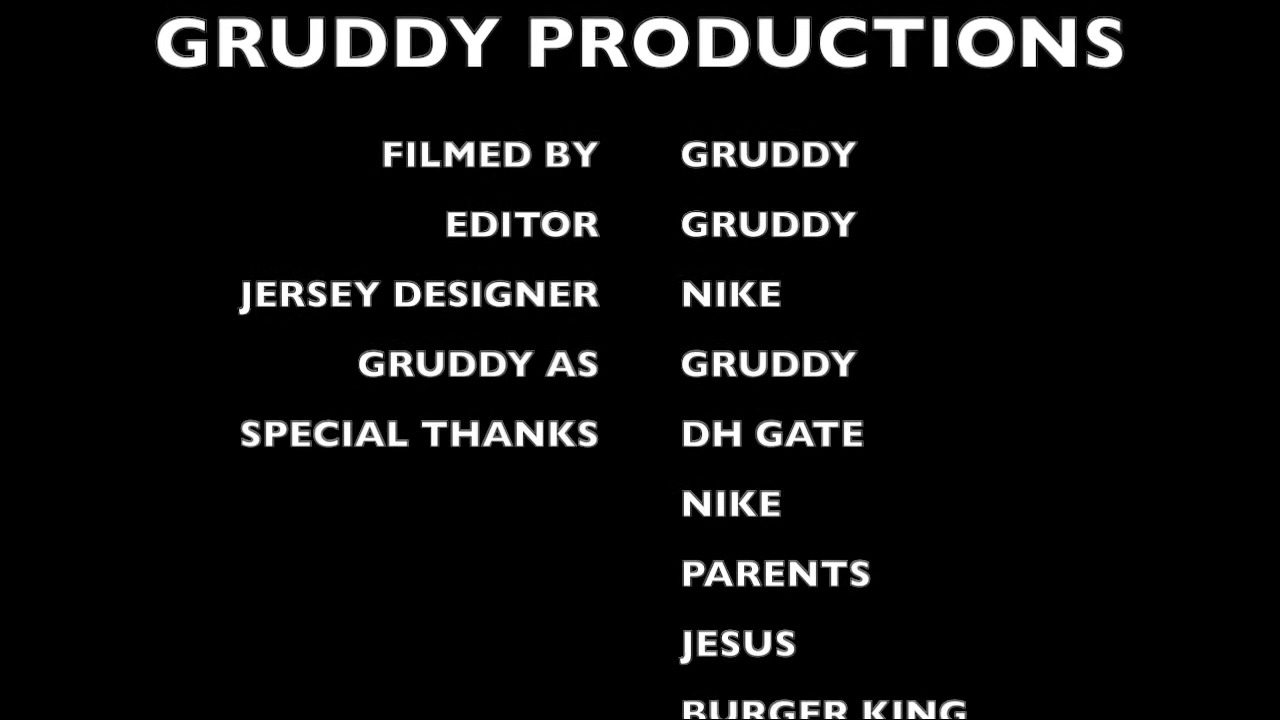 GRUDDY PRODUCTIONS
FILMED BY GRUDDY
EDITOR GRUDDY
JERSEY DESIGNER NIKE
GRUDDY AS GRUDDY
SPECIAL THANKS DH GATE
NIKE
PARENTS
JESUS
BURGER KING